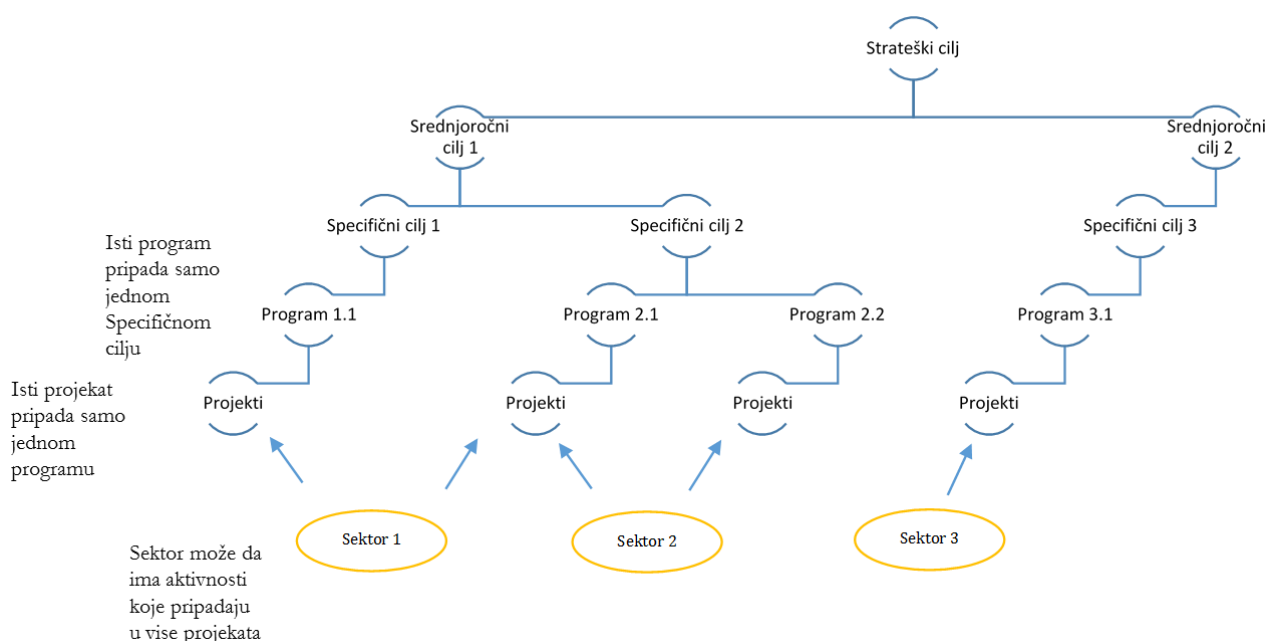 Strateški cilj
Srednjoročni
cilj 1
Srednjoročni
cilj 2
Specifični cilj 1
Specifični cilj 2
Specifični cilj 3
Isti program
pripada samo
jednom
Specifičnom
cilju
Program 1.1
Program 2.1
Program 2.2
Program 3.1
Isti projekat
pripada samo
jednom
programu
Projekti
Projekti
Projekti
Projekti
Sektor 1
Sektor 2
Sektor 3
Sektor može da
ima aktivnosti
koje pripadaju
u vise projekata